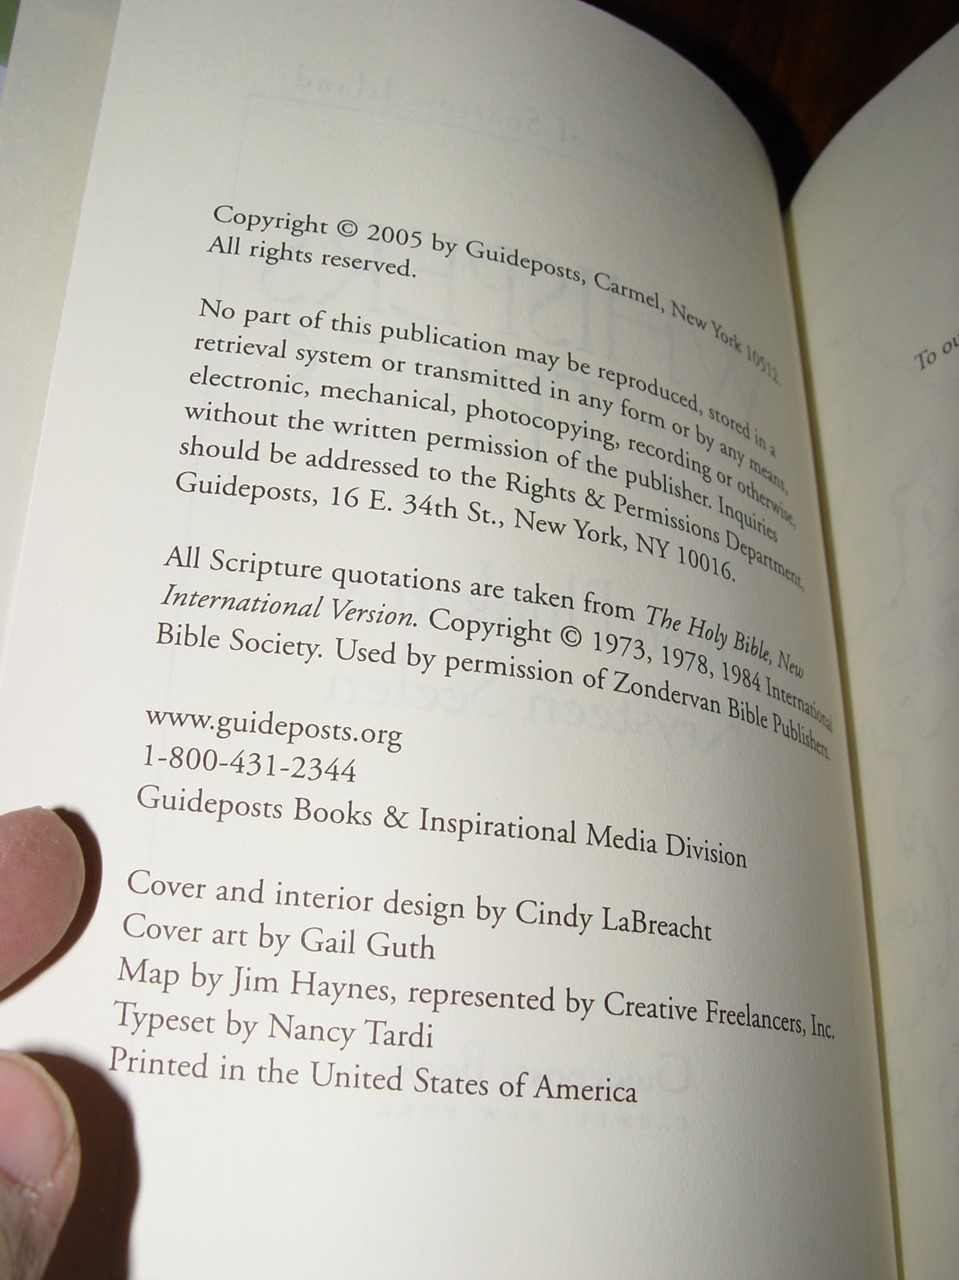 Copyright © 2005 by Guideposts, Carmel, New York 10512.
All rights reserved.
No part of this publication may be reproduced, stored in a
retrieval system or transmitted in any form or by any means,
electronic, mechanical, photocopying, recording or otherwise,
without the written permission of the publisher. Inquiries
should be addressed to the Rights & Permissions Department,
Guideposts, 16 E. 34th St., New York, NY 10016.
All Scripture quotations are taken from The Holy Bible, New
International Version. Copyright © 1973, 1978, 1984 International
Bible Society. Used by permission of Zondervan Bible Publishers.
www.guideposts.org
1-800-431-2344
Guideposts Books & Inspirational Media Division
Cover and interior design by Cindy LaBreacht
Cover art by Gail Guth
Map by Jim Haynes, represented by Creative Freelancers, Inc.
Typeset by Nancy Tardi
Printed in the United States of America
To